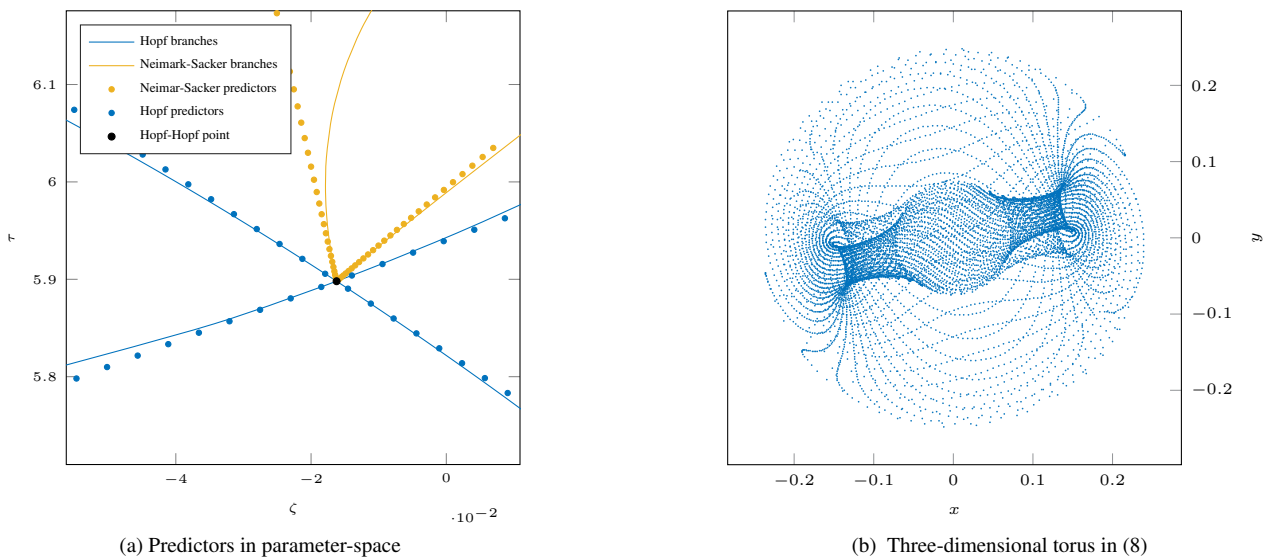 Hopf branches
Neimark-Sacker branches
Neimar-Sacker predictors
Hopf predictors
Hopf-Hopf point
6.1
6
5.9
5.8
τ
−4
−2
0
ζ
·10−2
(a) Predictors in parameter-space
0.2
0.1
0
−0.1
−0.2
y
−0.2
−0.1
0
0.1
0.2
x
(b) Three-dimensional torus in (8)